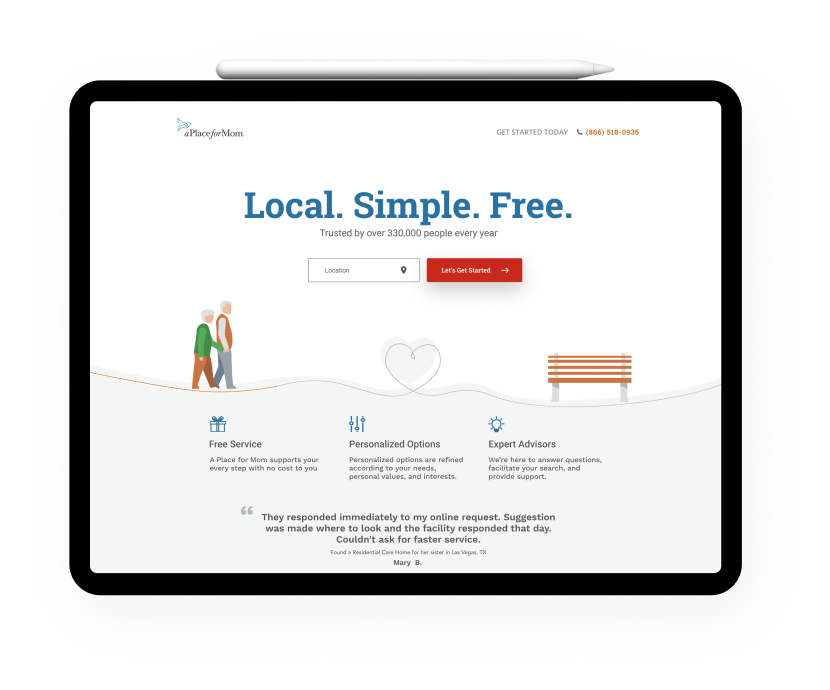 aPlaceforMom.
GET STARTED TODAY (866) 518-0936
Local. Simple. Free.
Trusted by over 330,000 people every year
Location
Let's Get Started
Free Service
A Place for Mom supports your
every step with no cost to you
Personalized Options
Personalized options are refined
according to your needs,
personal values, and interests.
Expert Advisors
We're here to answer questions,
facilitate your search, and
provide support.
“ They responded immediately to my online request. Suggestion
was made where to look and the facility responded that day.
Couldn't ask for faster service.
Found a Residential Care Home for her sister in Las Vegas, TX
Mary B.